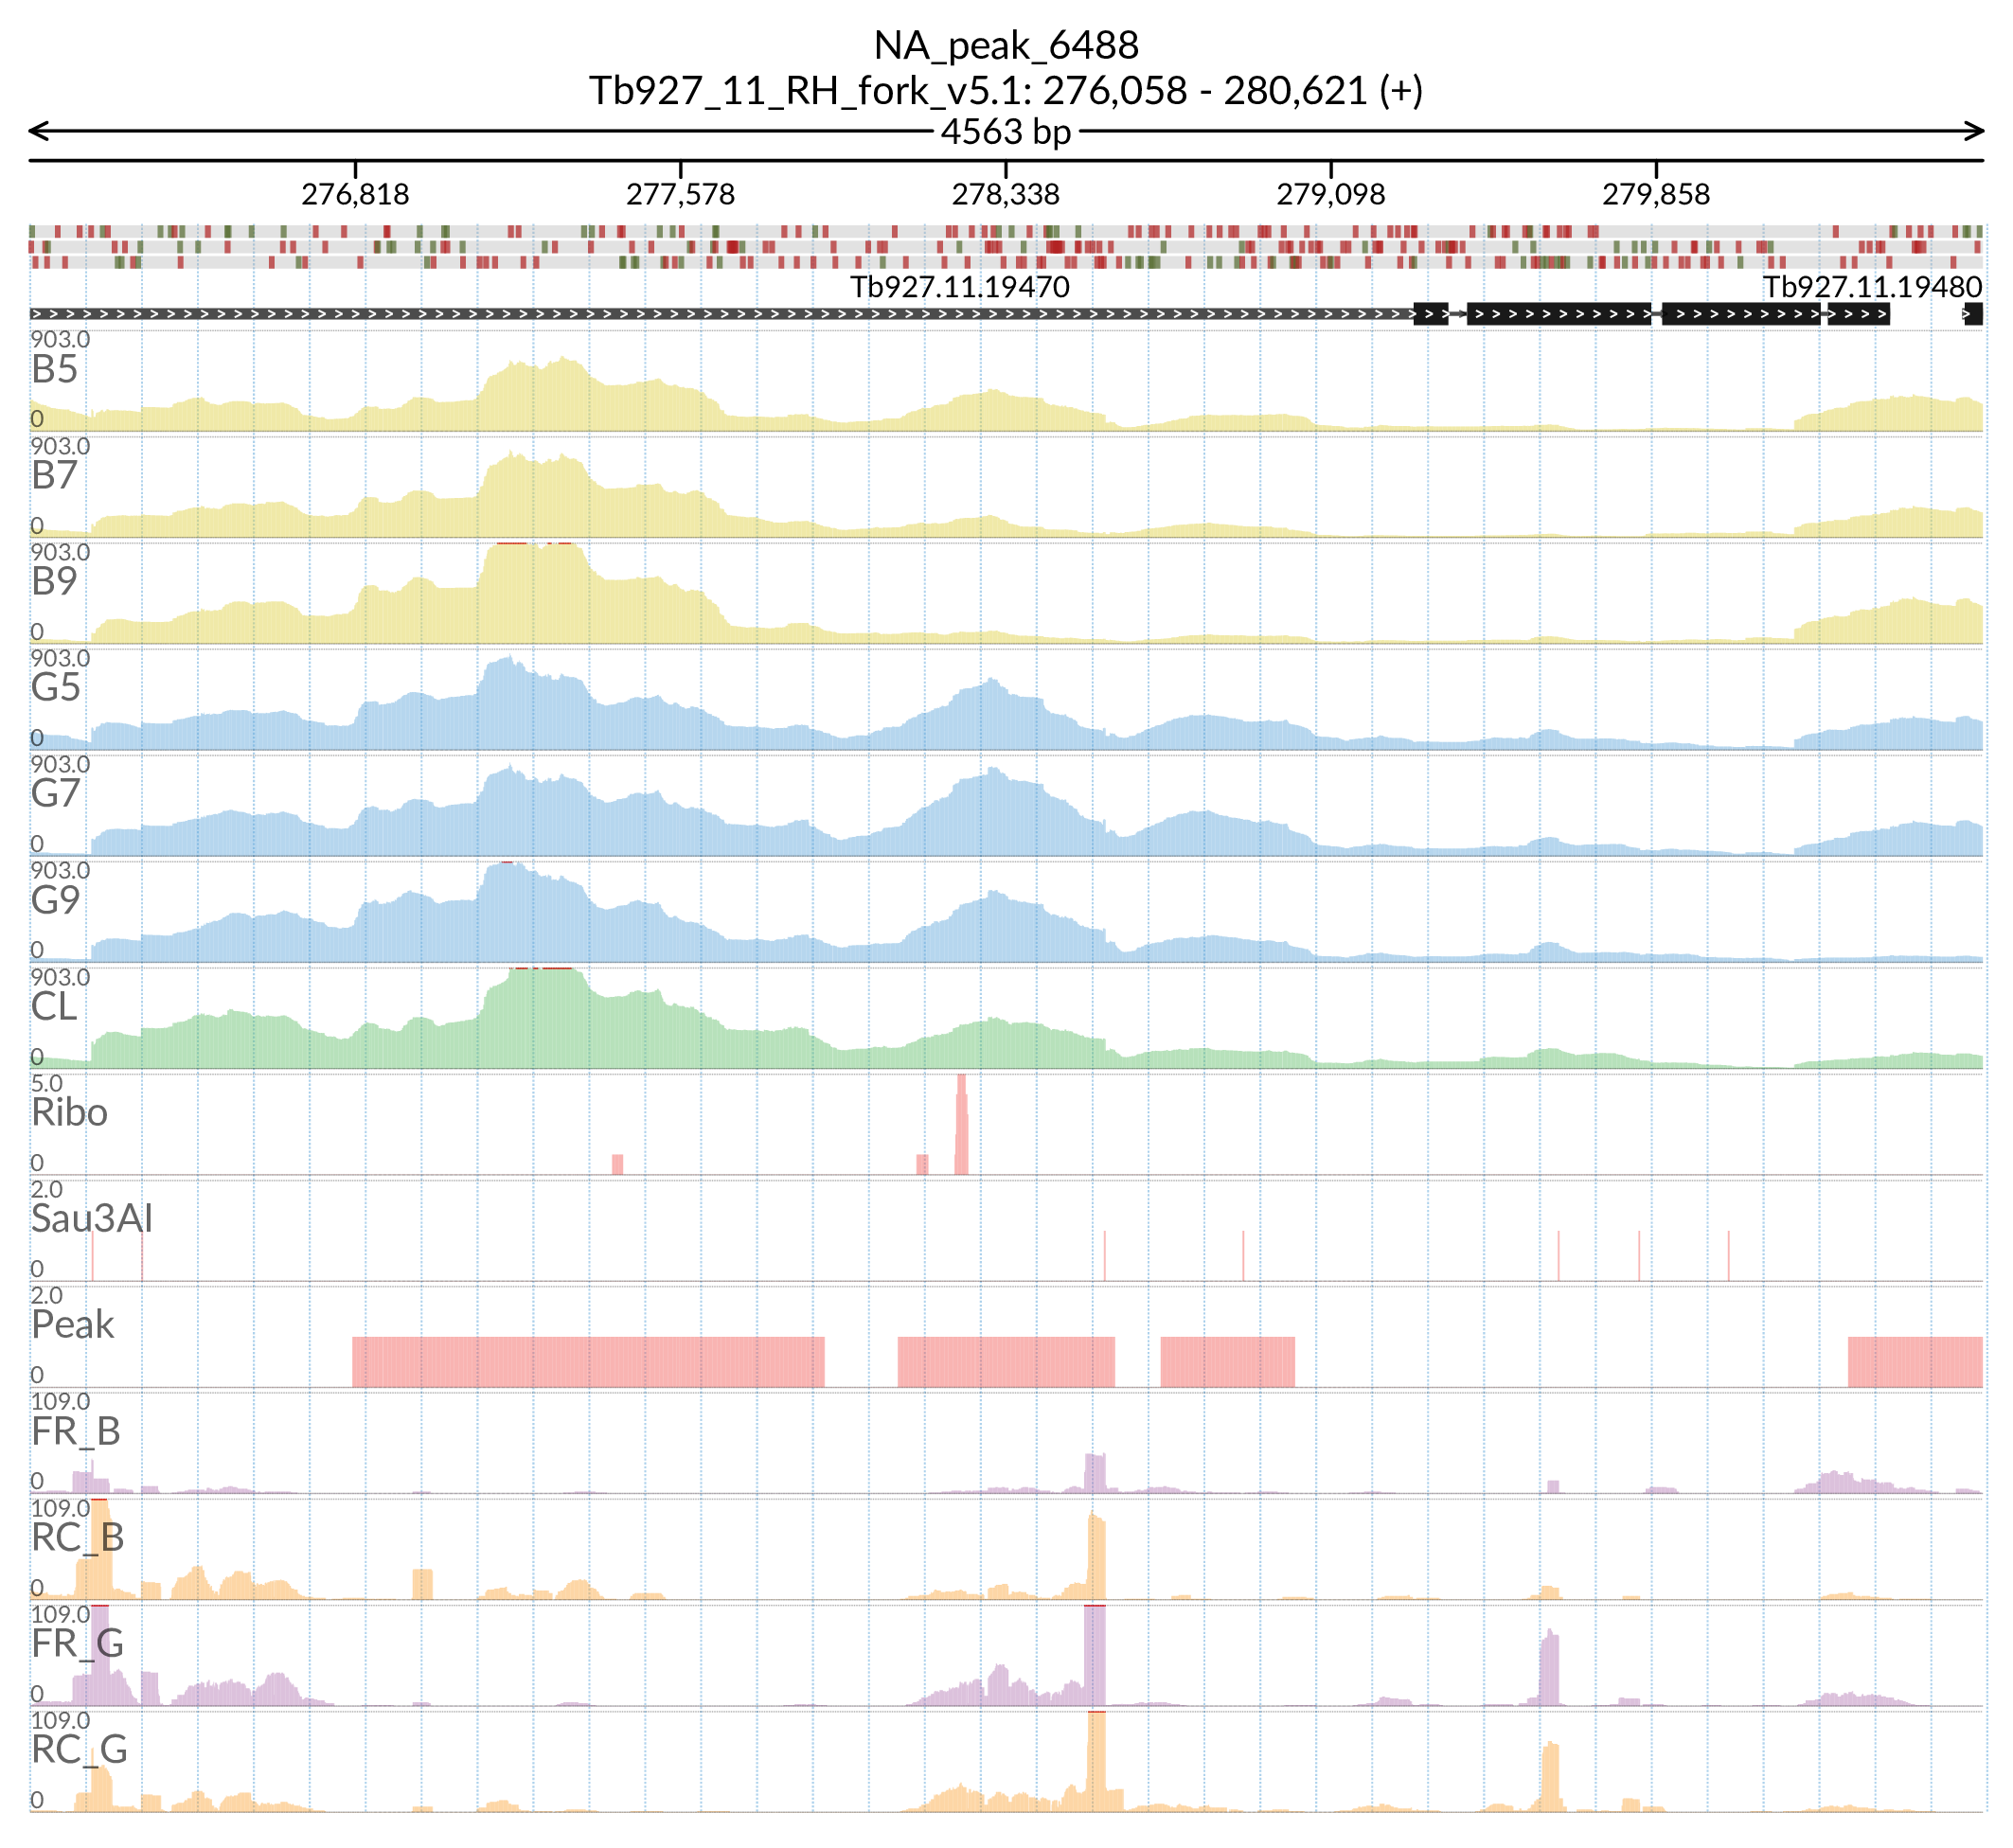 NA_peak_6488
Tb927_11_RH_fork_v5.1: 276,058 - 280,621 (+)
4563 bp
276,818 277,578 278,338 279,098 279,858
Tb927.11.19470 Tb927.11.19480
903.0
B5
0
903.0
B7
0
903.0
B9
0
903.0
G5
0
903.0
G7
0
903.0
G9
0
903.0
CL
0
5.0
Ribo
0
2.0
Sau3AI
0
2.0
Peak
0
109.0
FR_B
0
109.0
RC_B
0
109.0
FR_G
0
109.0
RC_G
0